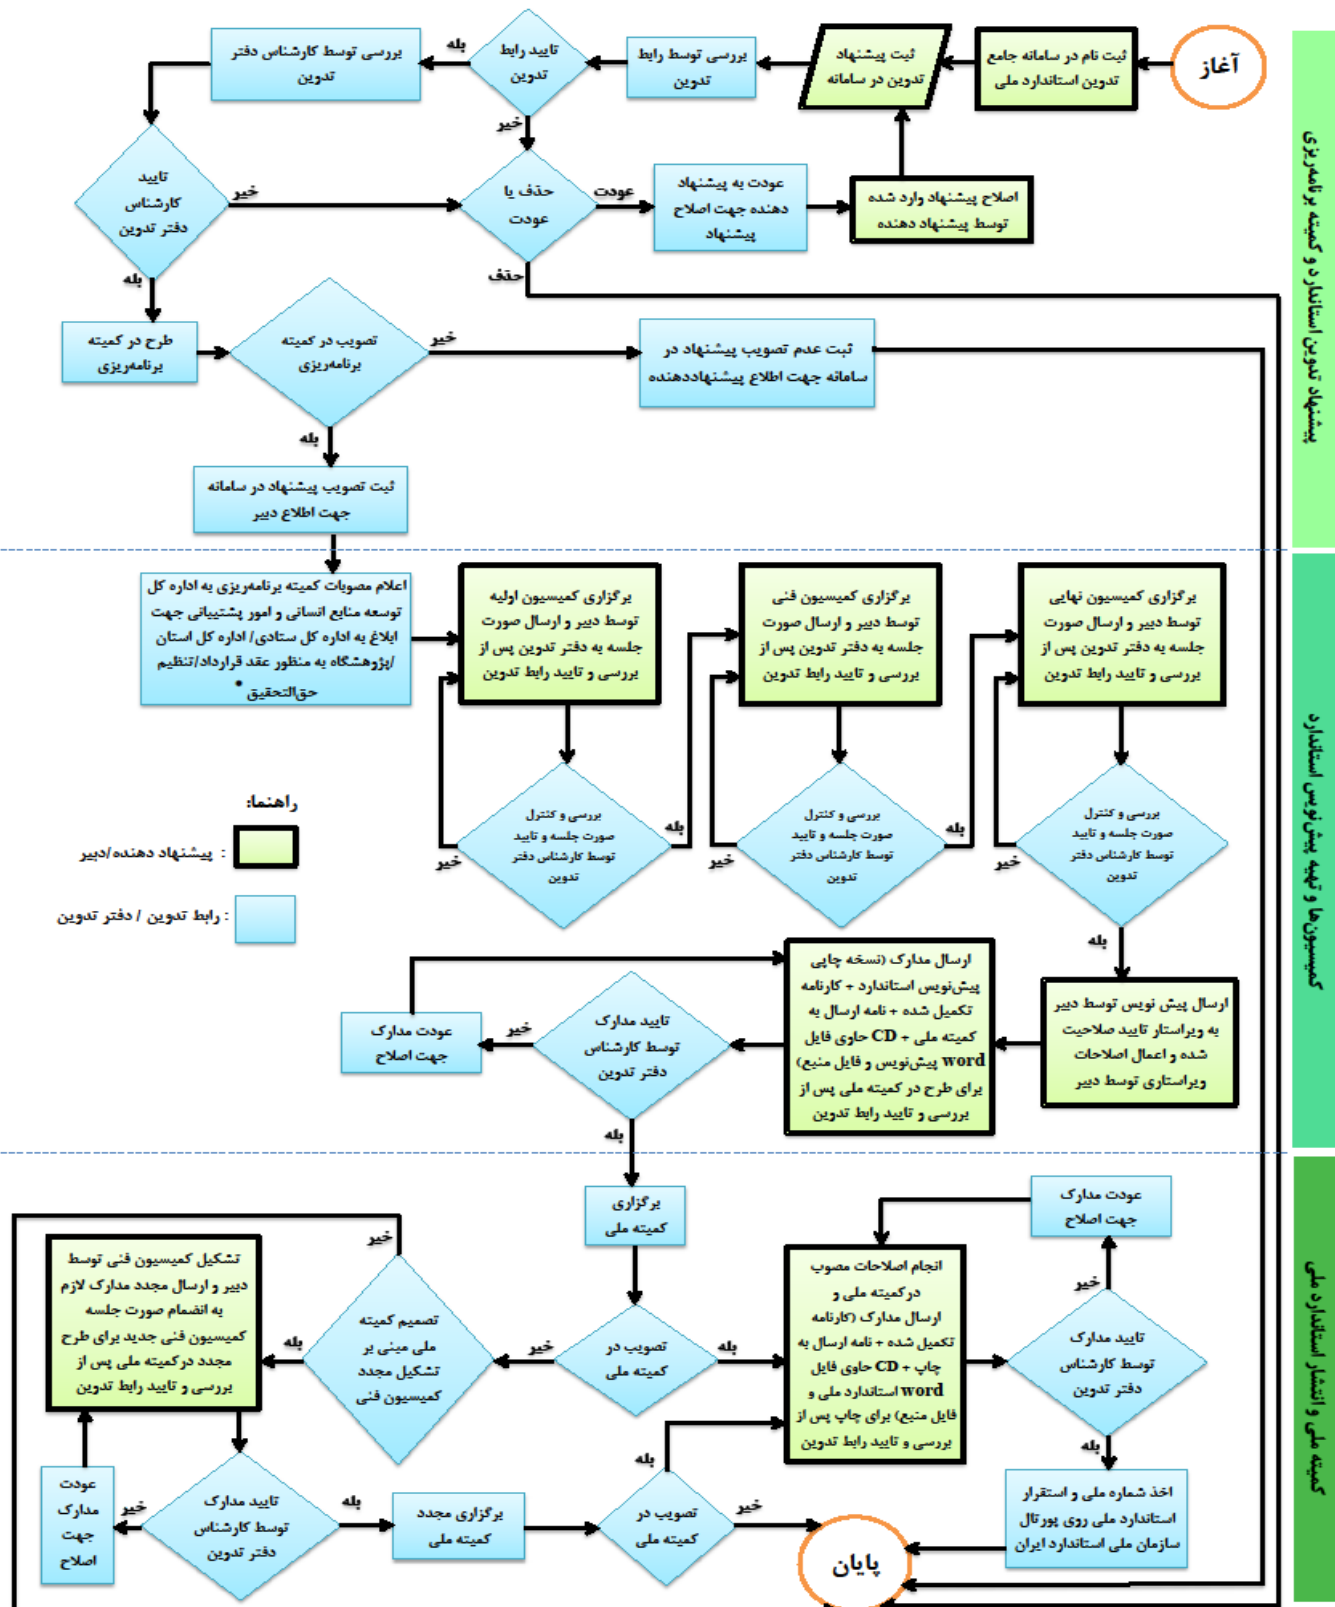 آغاز
ثبت نام در سامانه جامع
تدوین استاندارد ملی
ثبت پیشنهاد
تدوین در سامانه
بررسی توسط رابط
تدوین
تایید رابط
تدوین
بله
خیر
بررسی توسط کارشناس دفتر
تدوین
تایید
کارشناس
دفتر تدوین
خیر
بله
حذف یا
عودت
عودت
حذف
عودت به پیشنهاد
دهنده جهت اصلاح
پیشنهاد
اصلاح پیشنهاد وارد شده
توسط پیشنهاد دهنده
طرح در کمیته
برنامه‌ریزی
تصویب در کمیته
برنامه‌ریزی
خیر
بله
ثبت عدم تصویب پیشنهاد در
سامانه جهت اطلاع پیشنهاددهنده
ثبت تصویب پیشنهاد در سامانه
جهت اطلاع دبیر
پیشنهاد تدوین استاندارد و کمیته برنامه‌ریزی
اعلام مصوبات کمیته برنامه‌ریزی به اداره کل
توسعه منابع انسانی و امور پشتیبانی جهت
ابلاغ به اداره کل ستادی/ اداره کل استان
/پژوهشگاه به منظور عقد قرارداد/تنظیم
حق‌التحقیق *
برگزاری کمیسیون اولیه
توسط دبیر و ارسال صورت
جلسه به دفتر تدوین پس از
بررسی و تایید رابط تدوین
برگزاری کمیسیون فنی
توسط دبیر و ارسال صورت
جلسه به دفتر تدوین پس از
بررسی و تایید رابط تدوین
برگزاری کمیسیون نهایی
توسط دبیر و ارسال صورت
جلسه به دفتر تدوین پس از
بررسی و تایید رابط تدوین
بررسی و کنترل
صورت جلسه و تایید
توسط کارشناس دفتر
تدوین
خیر
بله
بررسی و کنترل
صورت جلسه و تایید
توسط کارشناس دفتر
تدوین
خیر
بله
بررسی و کنترل
صورت جلسه و تایید
توسط کارشناس دفتر
تدوین
خیر
بله
راهنما:
: پیشنهاد دهنده/دبیر
: رابط تدوین / دفتر تدوین
ارسال پیش نویس توسط دبیر
به ویراستار تایید صلاحیت
شده و اعمال اصلاحات
ویراستاری توسط دبیر
ارسال مدارک (نسخه چاپی
پیش‌نویس استاندارد + کارنامه
تکمیل شده + نامه ارسال به
کمیته ملی + CD حاوی فایل
word پیش‌نویس و فایل منبع)
برای طرح در کمیته ملی پس از
بررسی و تایید رابط تدوین
تایید مدارک
توسط کارشناس
دفتر تدوین
خیر
بله
عودت مدارک
جهت اصلاح
کمیسیون‌ها و تهیه پیش‌نویس استاندارد
برگزاری
کمیته ملی
تصویب در
کمیته ملی
بله
خیر
تصمیم کمیته
ملی مبنی بر
تشکیل مجدد
کمیسیون فنی
خیر
بله
تشکیل کمیسیون فنی توسط
دبیر و ارسال مجدد مدارک لازم
به انضمام صورت جلسه
کمیسیون فنی جدید برای طرح
مجدد درکمیته ملی پس از
بررسی و تایید رابط تدوین
انجام اصلاحات مصوب
درکمیته ملی و
ارسال مدارک (کارنامه
تکمیل شده + نامه ارسال به
چاپ + CD حاوی فایل
word استاندارد ملی و
فایل منبع) برای چاپ پس از
بررسی و تایید رابط تدوین
عودت مدارک
جهت اصلاح
خیر
تایید مدارک
توسط کارشناس
دفتر تدوین
بله
اخذ شماره ملی و استقرار
استاندارد ملی روی پورتال
سازمان ملی استاندارد ایران
تایید مدارک
توسط کارشناس
دفتر تدوین
خیر
بله
عودت
مدارک
جهت
اصلاح
برگزاری مجدد
کمیته ملی
تصویب در
کمیته ملی
بله
خیر
پایان
کمیته ملی و انتشار استاندارد ملی